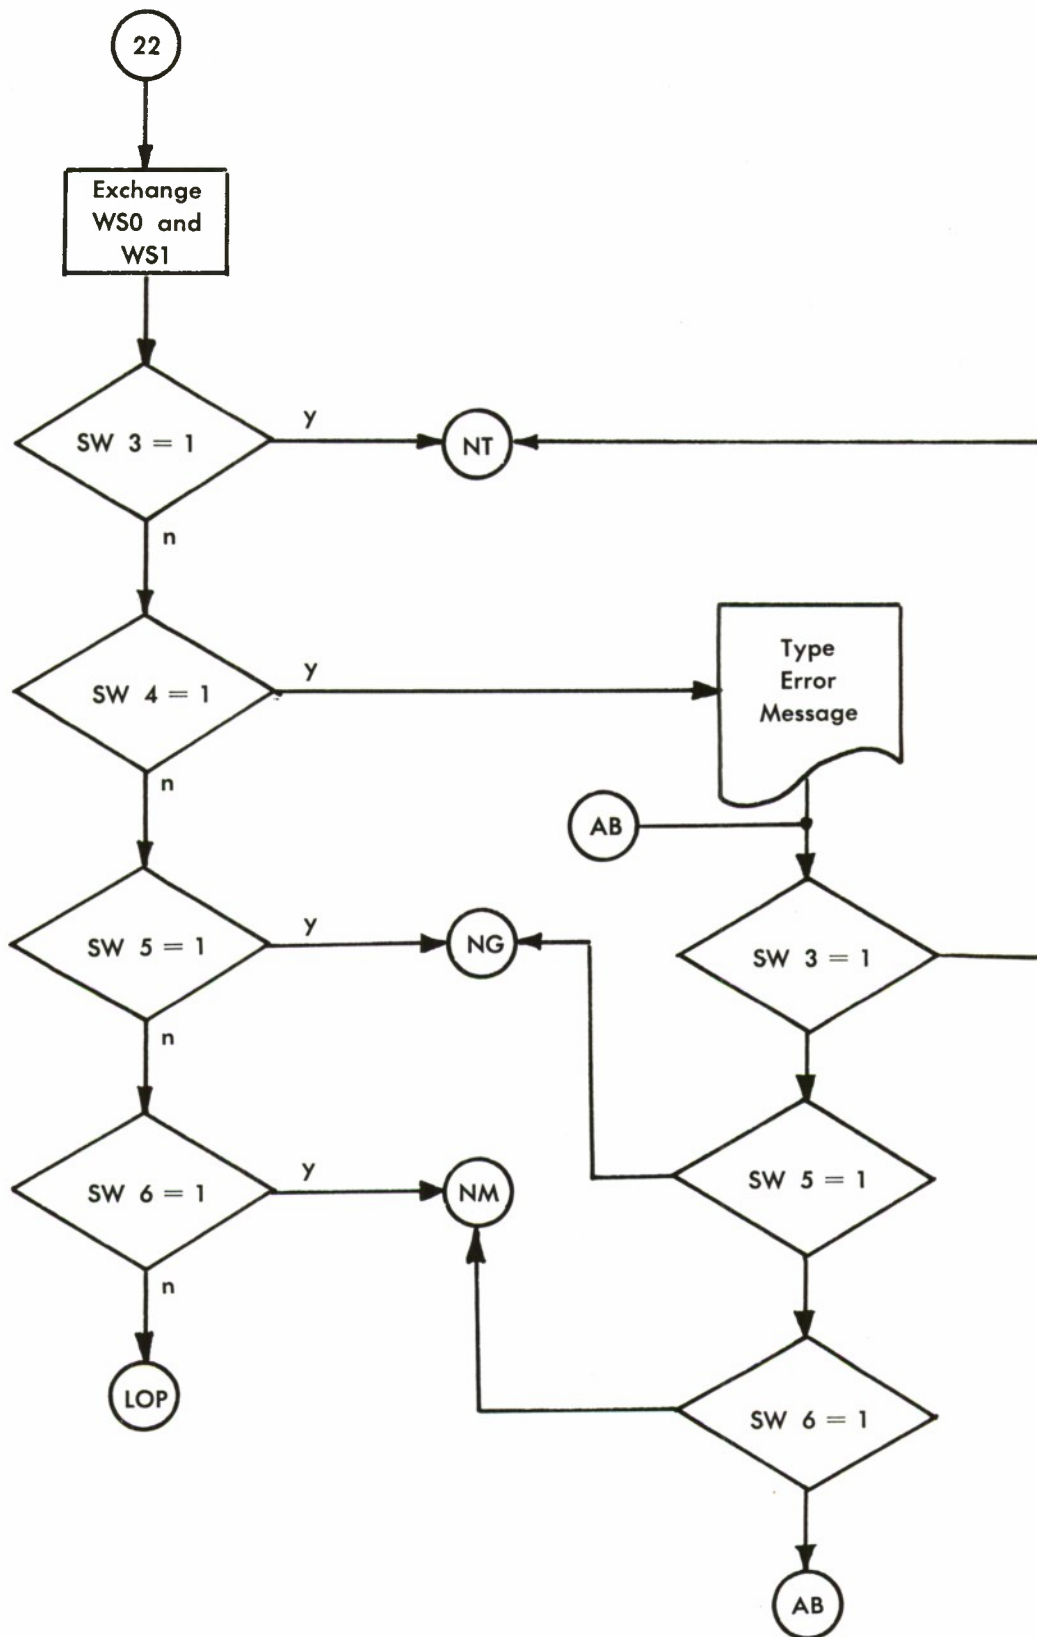 22
Exchange
WS0 and
WS1
SW 3 = 1
y
NT
n
SW 4 = 1
y
Type
Error
Message
n
AB
SW 5 = 1
y
NG
SW 3 = 1
n
SW 6 = 1
y
NM
SW 5 = 1
n
LOP
SW 6 = 1
AB